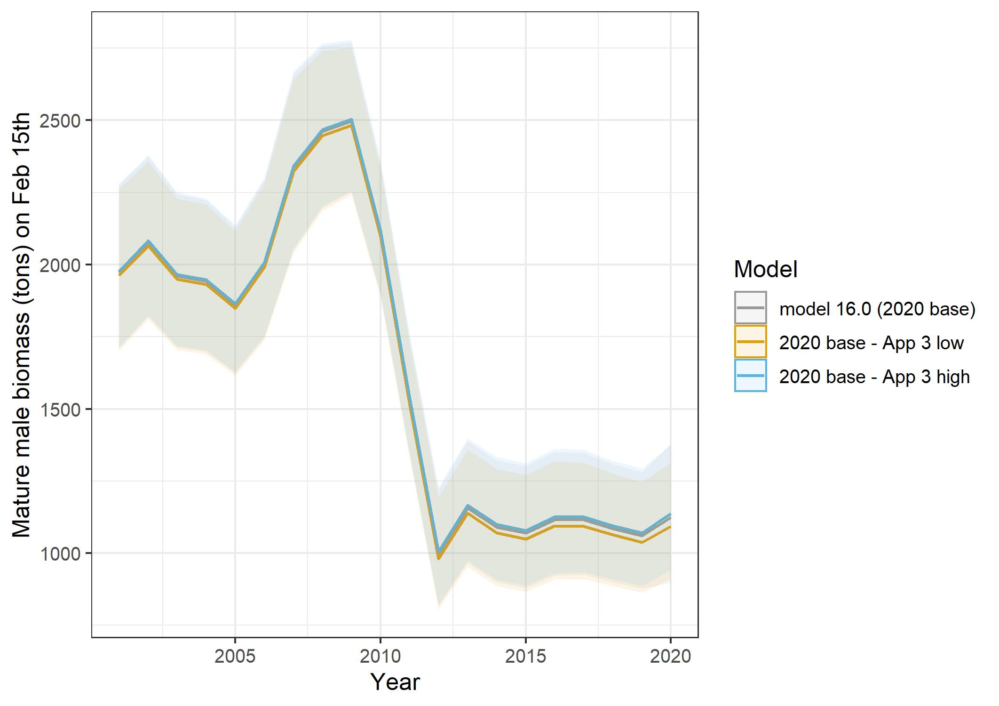 Mature male biomass (tons) on Feb 15th
2500
2000
1500
1000
2005
2010
2015
2020
Year
Model
model 16.0 (2020 base)
2020 base - App 3 low
2020 base - App 3 high